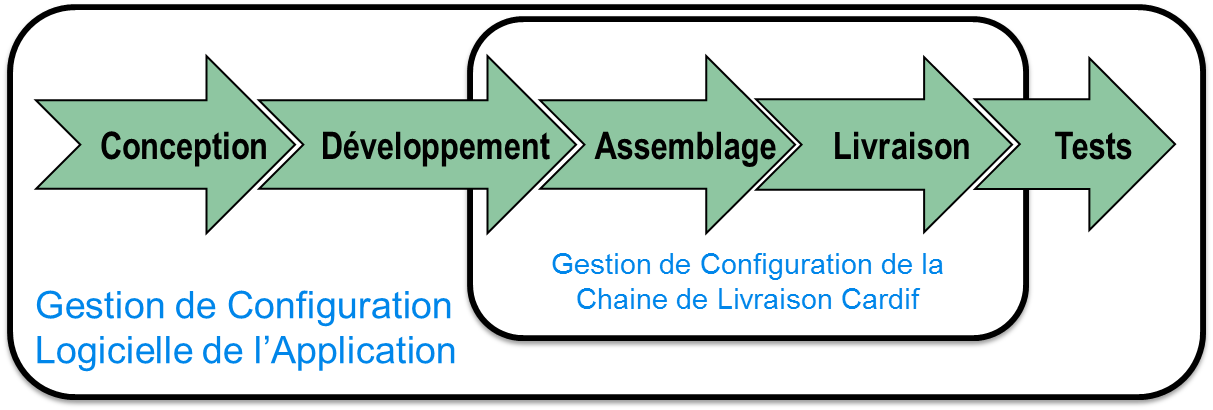 Conception
Développement
Assemblage
Livraison
Tests
Gestion de Configuration de la
Chaine de Livraison Cardif
Gestion de Configuration
Logicielle de l’Application